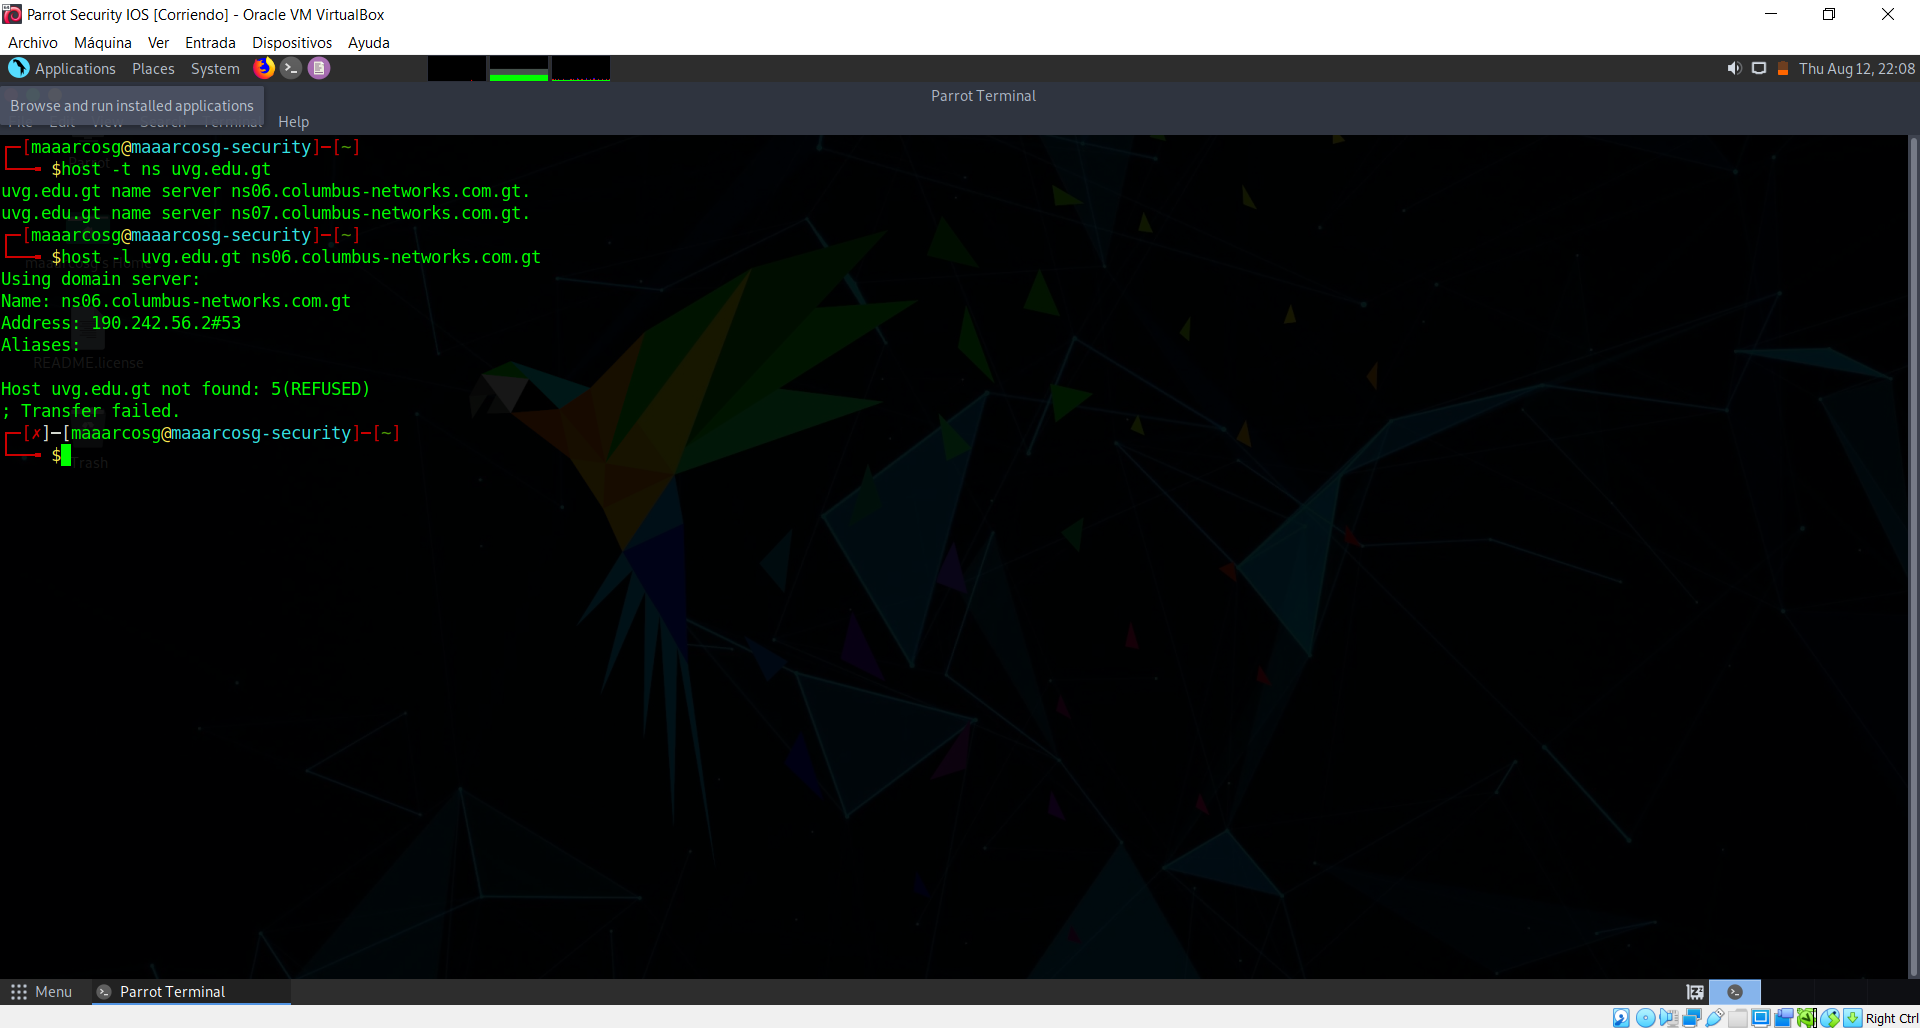 Parrot Security IOS [Corriendo] - Oracle VM VirtualBox
Archivo Máquina Ver Entrada Dispositivos Ayuda
Applications Places System Thu Aug 12, 22:08
Parrot Terminal
Browse and run installed applications
File Edit View Search Terminal Help
┌─[maaarcosg@maaarcosg-security]─[~]
└──╼ $host -t ns uvg.edu.gt
uvg.edu.gt name server ns06.columbus-networks.com.gt.
uvg.edu.gt name server ns07.columbus-networks.com.gt.
┌─[maaarcosg@maaarcosg-security]─[~]
└──╼ $host -l uvg.edu.gt ns06.columbus-networks.com.gt
Using domain server:
Name: ns06.columbus-networks.com.gt
Address: 190.242.56.2#53
Aliases:
README.license
Host uvg.edu.gt not found: 5(REFUSED)
; Transfer failed.
┌─[✗]─[maaarcosg@maaarcosg-security]─[~]
└──╼ $
Trash
Menu Parrot Terminal
Right Ctrl